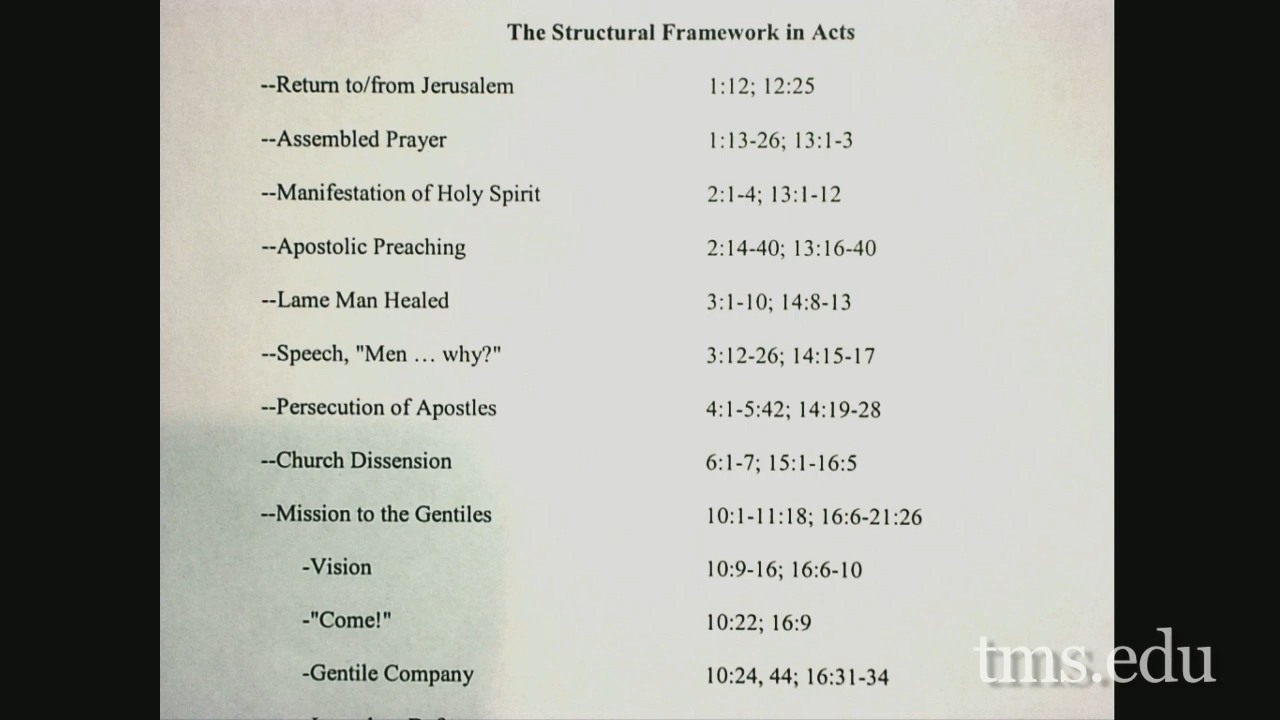 The Structural Framework in Acts
--Return to/from Jerusalem 1:12; 12:25
--Assembled Prayer 1:13-26; 13:1-3
--Manifestation of Holy Spirit 2:1-4; 13:1-12
--Apostolic Preaching 2:14-40; 13:16-40
--Lame Man Healed 3:1-10; 14:8-13
--Speech, "Men … why?" 3:12-26; 14:15-17
--Persecution of Apostles 4:1-5:42; 14:19-28
--Church Dissension 6:1-7; 15:1-16:5
--Mission to the Gentiles 10:1-11:18; 16:6-21:26
-Vision 10:9-16; 16:6-10
-"Come!" 10:22; 16:9
-Gentile Company 10:24, 44; 16:31-34
tms.edu